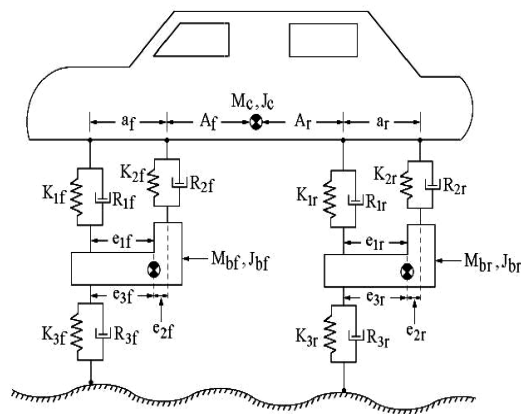 M_c, J_c
a_f A_f A_r a_r
K_1f R_1f K_2f R_2f K_1r R_1r K_2r R_2r
e_1f e_1r
M_bf, J_bf M_br, J_br
e_3f e_3r
e_2f e_2r
K_3f R_3f K_3r R_3r